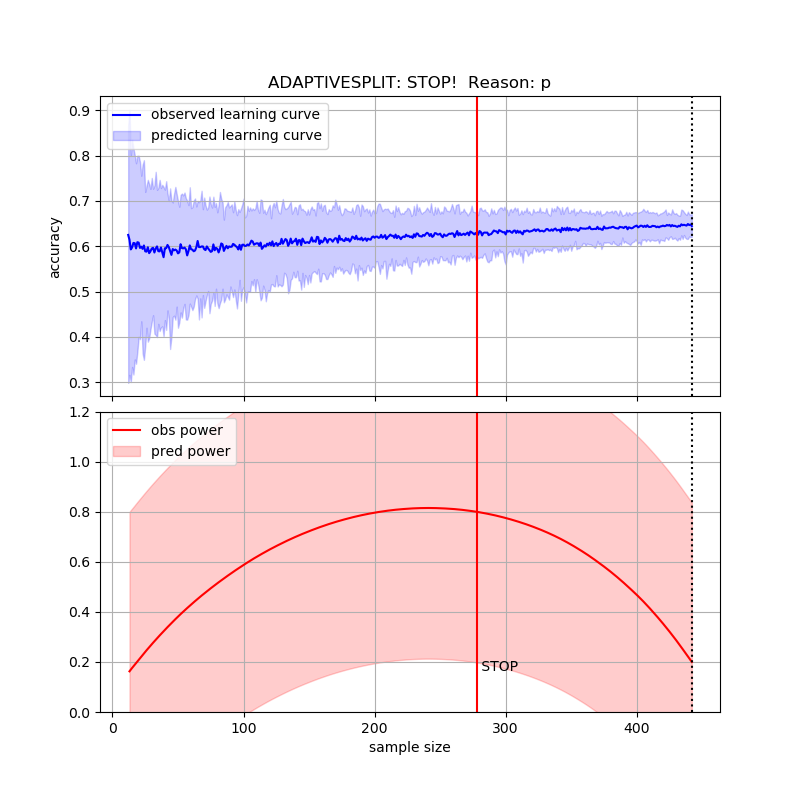 ADAPTIVESPLIT: STOP!  Reason: p
0.9
0.8
0.7
0.6
0.5
0.4
0.3
accuracy
observed learning curve
predicted learning curve
1.2
1.0
0.8
0.6
0.4
0.2
0.0
obs power
pred power
STOP
0
100
200
300
400
sample size